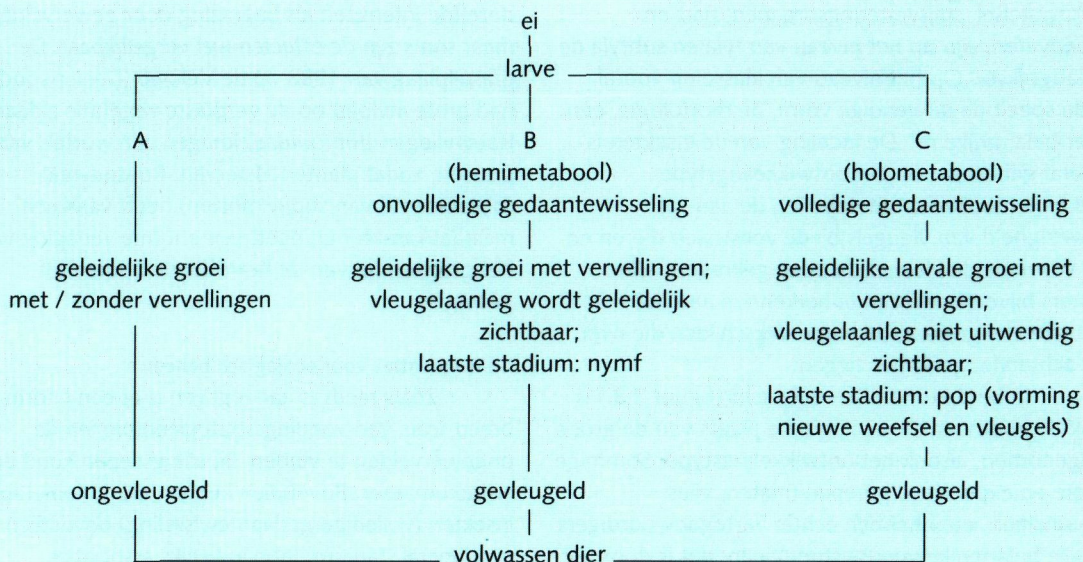 ei
larve
A
geleidelijke groei
met / zonder vervellingen
ongevleugeld
B
(hemimetabool)
onvolledige gedaantewisseling
geleidelijke groei met vervellingen;
vleugelaanleg wordt geleidelijk
zichtbaar;
laatste stadium: nymf
gevleugeld
C
(holometabool)
volledige gedaantewisseling
geleidelijke larvale groei met
vervellingen;
vleugelaanleg niet uitwendig
zichtbaar;
laatste stadium: pop (vorming
nieuwe weefsel en vleugels)
gevleugeld
volwassen dier